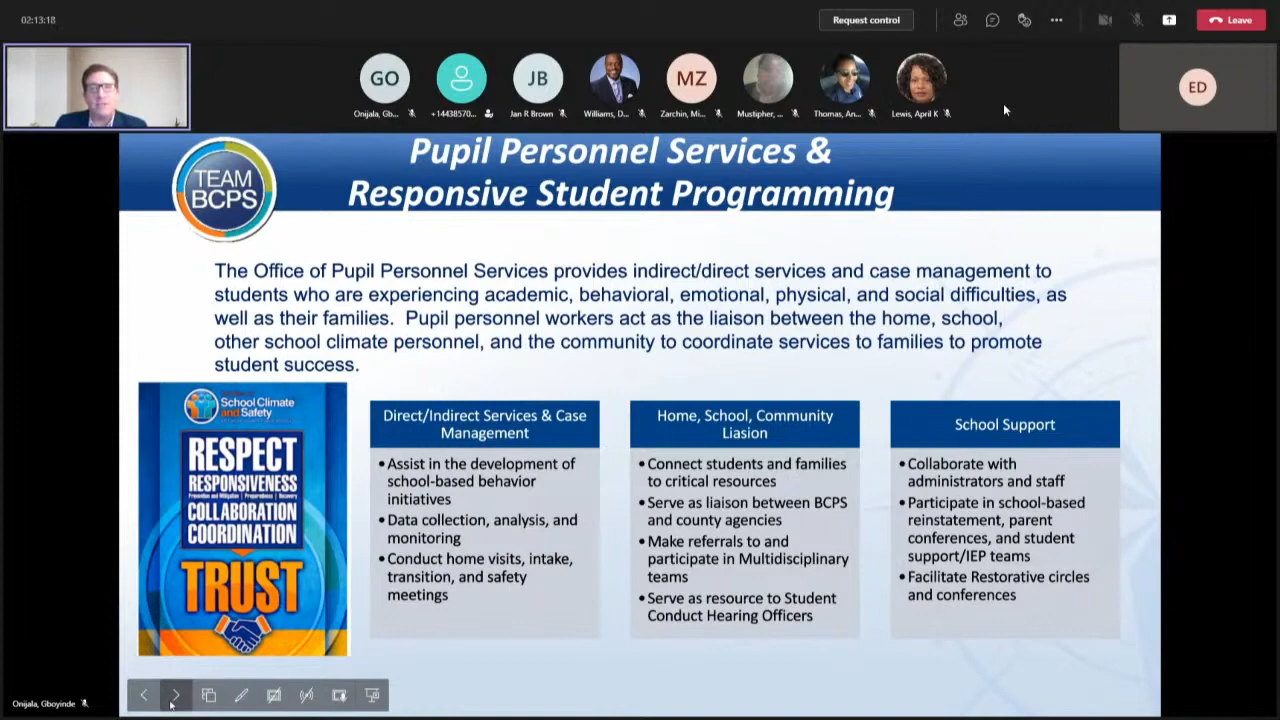 02:13:18
Request control
Leave
GO
JB
MZ
ED
Onijala, Gb...
+14438570...
Jan R Brown
Williams, D...
Zarchin, Mi...
Mustipher, ...
Thomas, An...
Lewis, April K
TEAM
BCPS
Pupil Personnel Services &
Responsive Student Programming
The Office of Pupil Personnel Services provides indirect/direct services and case management to
students who are experiencing academic, behavioral, emotional, physical, and social difficulties, as
well as their families. Pupil personnel workers act as the liaison between the home, school,
other school climate personnel, and the community to coordinate services to families to promote
student success.
School Climate
and Safety
RESPECT
RESPONSIVENESS
Prevention and Mitigation | Preparedness | Recovery
COLLABORATION
COORDINATION
TRUST
Direct/Indirect Services & Case
Management
•Assist in the development of
school-based behavior
initiatives
•Data collection, analysis, and
monitoring
•Conduct home visits, intake,
transition, and safety
meetings
Home, School, Community
Liasion
•Connect students and families
to critical resources
•Serve as liaison between BCPS
and county agencies
•Make referrals to and
participate in Multidisciplinary
teams
•Serve as resource to Student
Conduct Hearing Officers
School Support
•Collaborate with
administrators and staff
•Participate in school-based
reinstatement, parent
conferences, and student
support/IEP teams
•Facilitate Restorative circles
and conferences
Onijala, Gboyinde